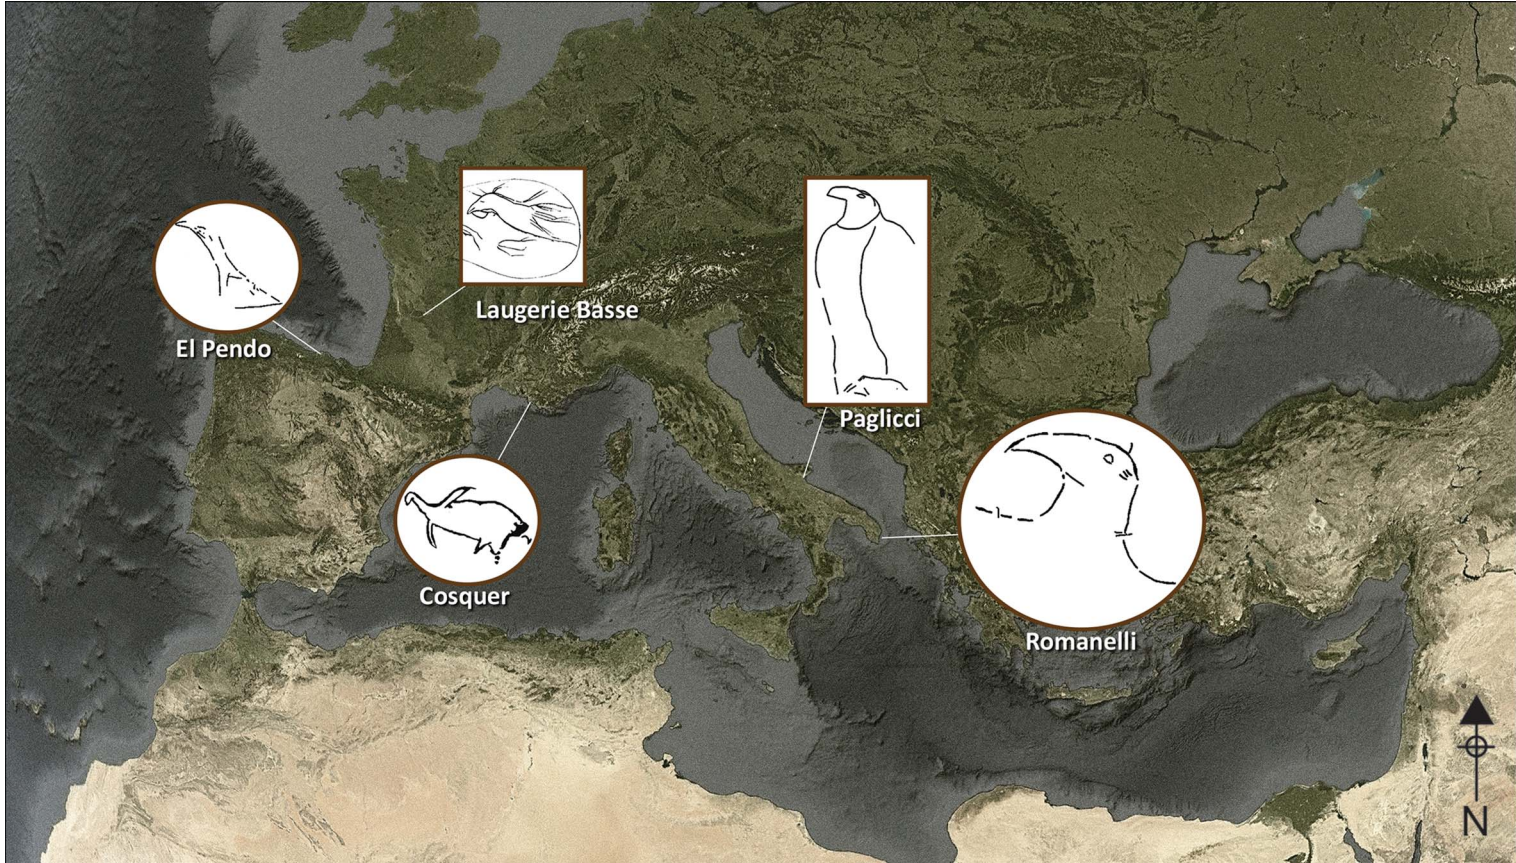 Laugerie Basse
El Pendo
Paglicci
Cosquer
Romanelli
N